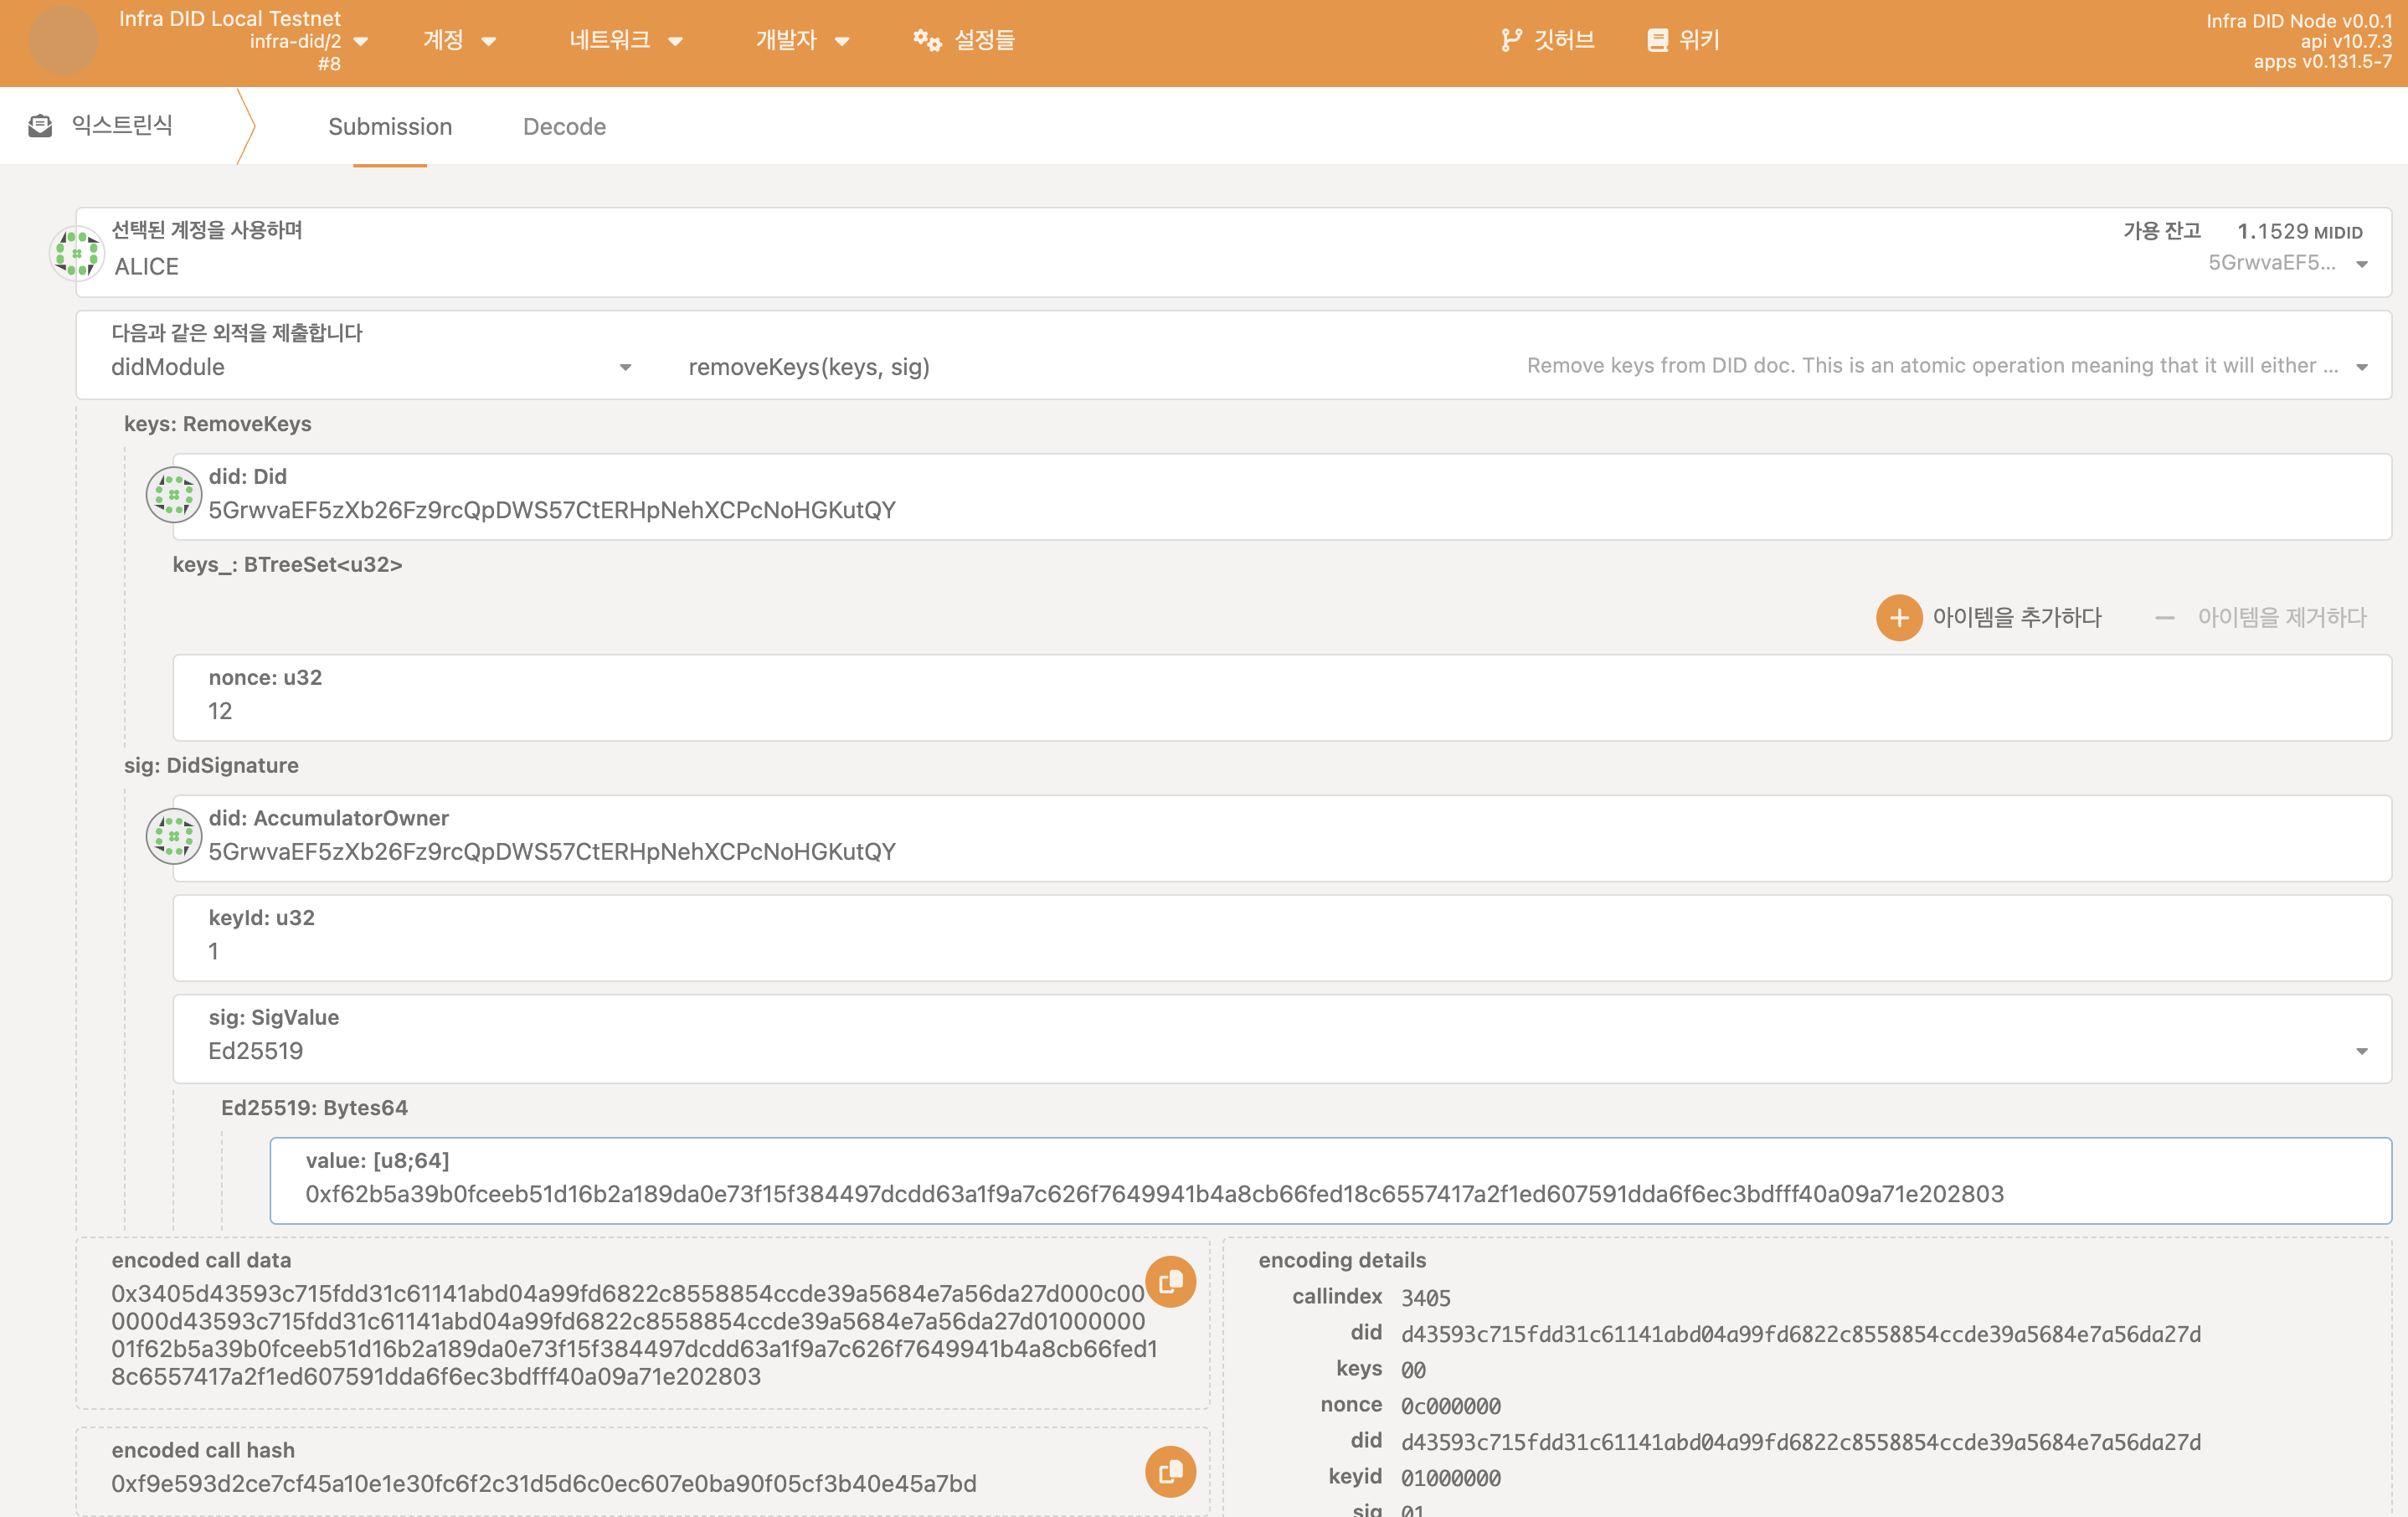 Infra DID Local Testnet
infra-did/2
#8
계정
네트워크
개발자
설정들
깃허브
위키
Infra DID Node v0.0.1
api v10.7.3
apps v0.131.5-7
익스트린식
Submission
Decode
선택된 계정을 사용하며
ALICE
가용 잔고 1.1529 MIDID
5GrwvaEF5...
다음과 같은 외적을 제출합니다
didModule
removeKeys(keys, sig)
Remove keys from DID doc. This is an atomic operation meaning that it will either ...
keys: RemoveKeys
did: Did
5GrwvaEF5zXb26Fz9rcQpDWS57CtERHpNehXCPcNoHGKutQY
keys_: BTreeSet<u32>
아이템을 추가하다
아이템을 제거하다
nonce: u32
12
sig: DidSignature
did: AccumulatorOwner
5GrwvaEF5zXb26Fz9rcQpDWS57CtERHpNehXCPcNoHGKutQY
keyId: u32
1
sig: SigValue
Ed25519
Ed25519: Bytes64
value: [u8;64]
0xf62b5a39b0fceeb51d16b2a189da0e73f15f384497dcdd63a1f9a7c626f7649941b4a8cb66fed18c6557417a2f1ed607591dda6f6ec3bdfff40a09a71e202803
encoded call data
0x3405d43593c715fdd31c61141abd04a99fd6822c8558854ccde39a5684e7a56da27d000c00
0000d43593c715fdd31c61141abd04a99fd6822c8558854ccde39a5684e7a56da27d01000000
01f62b5a39b0fceeb51d16b2a189da0e73f15f384497dcdd63a1f9a7c626f7649941b4a8cb66fed1
8c6557417a2f1ed607591dda6f6ec3bdfff40a09a71e202803
encoded call hash
0xf9e593d2ce7cf45a10e1e30fc6f2c31d5d6c0ec607e0ba90f05cf3b40e45a7bd
encoding details
callindex 3405
did d43593c715fdd31c61141abd04a99fd6822c8558854ccde39a5684e7a56da27d
keys 00
nonce 0c000000
did d43593c715fdd31c61141abd04a99fd6822c8558854ccde39a5684e7a56da27d
keyid 01000000
sig 01